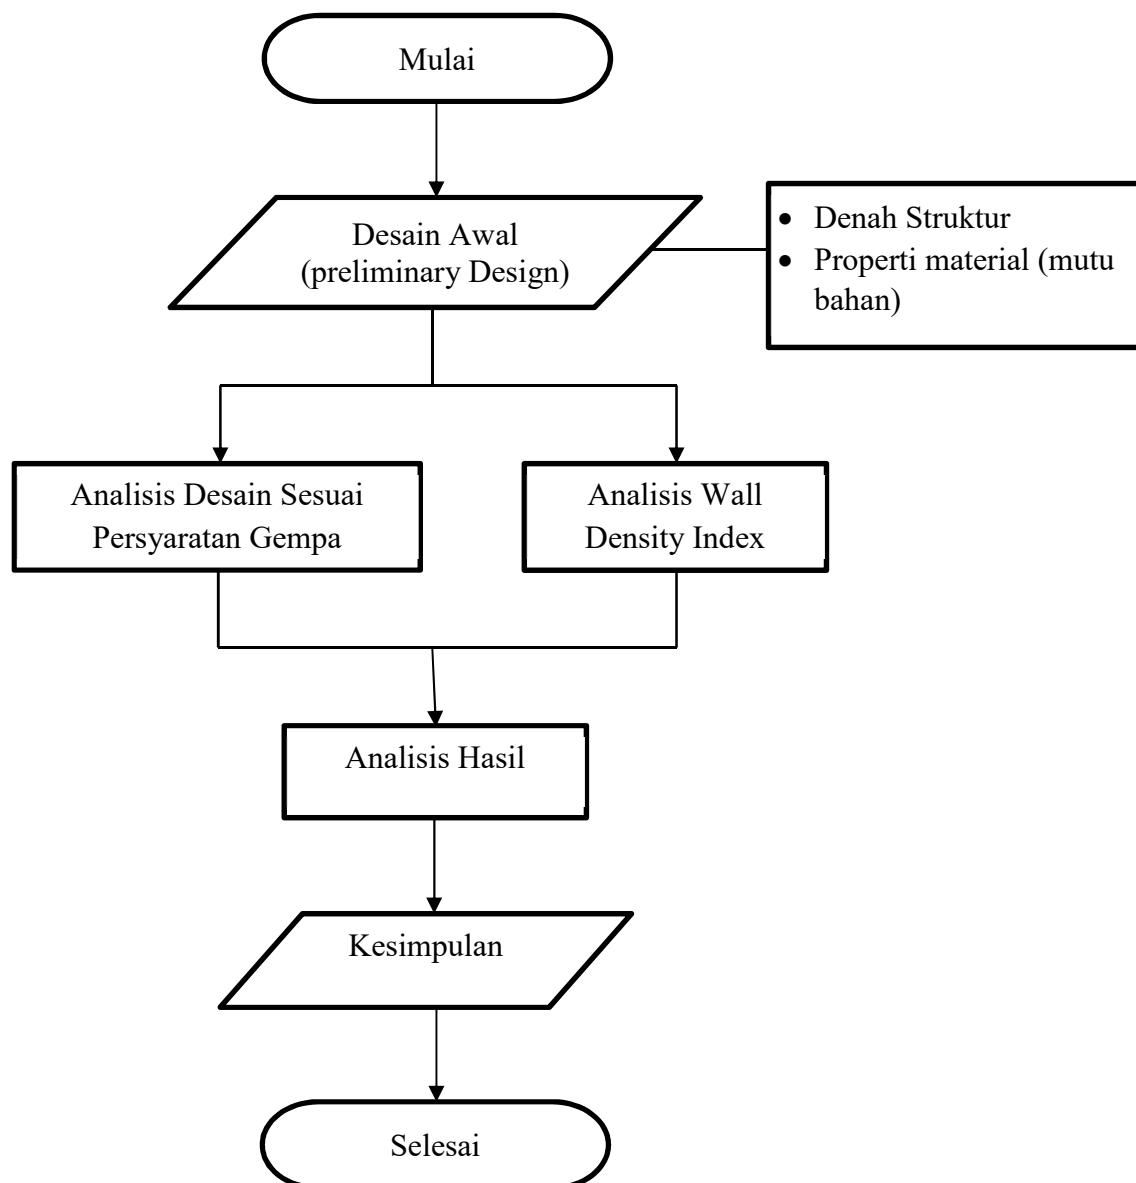 Mulai
Desain Awal
(preliminary Design)
• Denah Struktur
• Properti material (mutu
bahan)
Analisis Desain Sesuai
Persyaratan Gempa
Analisis Wall
Density Index
Analisis Hasil
Kesimpulan
Selesai